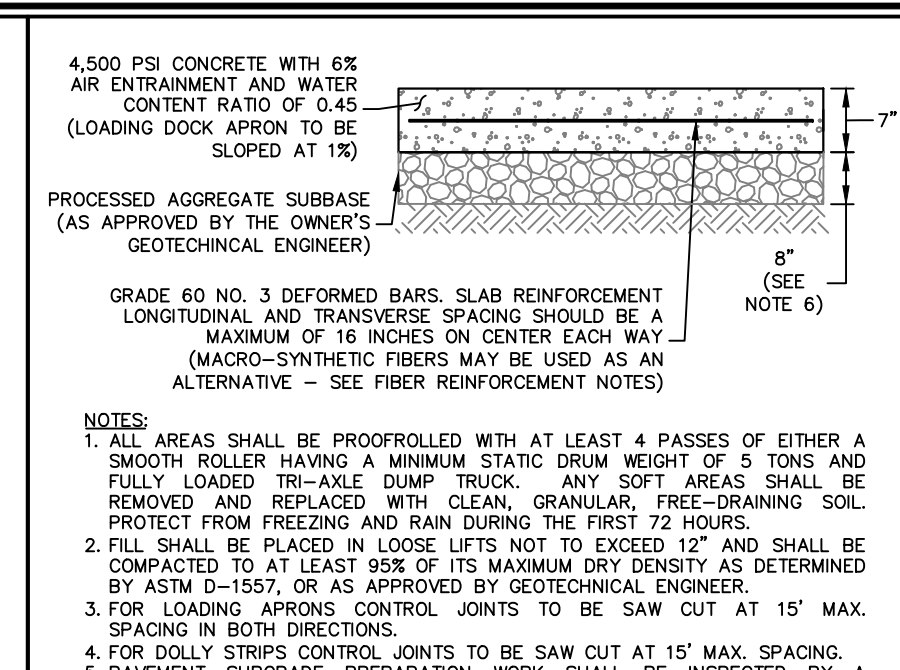 4,500 PSI CONCRETE WITH 6%
AIR ENTRAINMENT AND WATER
CONTENT RATIO OF 0.45
(LOADING DOCK APRON TO BE
SLOPED AT 1%)
7"
PROCESSED AGGREGATE SUBBASE
(AS APPROVED BY THE OWNER'S
GEOTECHINCAL ENGINEER)
8"
(SEE
NOTE 6)
GRADE 60 NO. 3 DEFORMED BARS. SLAB REINFORCEMENT
LONGITUDINAL AND TRANSVERSE SPACING SHOULD BE A
MAXIMUM OF 16 INCHES ON CENTER EACH WAY
(MACRO–SYNTHETIC FIBERS MAY BE USED AS AN
ALTERNATIVE – SEE FIBER REINFORCEMENT NOTES)
NOTES:
1. ALL AREAS SHALL BE PROOFROLLED WITH AT LEAST 4 PASSES OF EITHER A
SMOOTH ROLLER HAVING A MINIMUM STATIC DRUM WEIGHT OF 5 TONS AND
FULLY LOADED TRI–AXLE DUMP TRUCK. ANY SOFT AREAS SHALL BE
REMOVED AND REPLACED WITH CLEAN, GRANULAR, FREE–DRAINING SOIL.
PROTECT FROM FREEZING AND RAIN DURING THE FIRST 72 HOURS.
2. FILL SHALL BE PLACED IN LOOSE LIFTS NOT TO EXCEED 12" AND SHALL BE
COMPACTED TO AT LEAST 95% OF ITS MAXIMUM DRY DENSITY AS DETERMINED
BY ASTM D–1557, OR AS APPROVED BY GEOTECHNICAL ENGINEER.
3. FOR LOADING APRONS CONTROL JOINTS TO BE SAW CUT AT 15' MAX.
SPACING IN BOTH DIRECTIONS.
4. FOR DOLLY STRIPS CONTROL JOINTS TO BE SAW CUT AT 15' MAX. SPACING.
5. PAVEMENT SUBGRADE PREPARATION WORK SHALL BE INSPECTED BY A